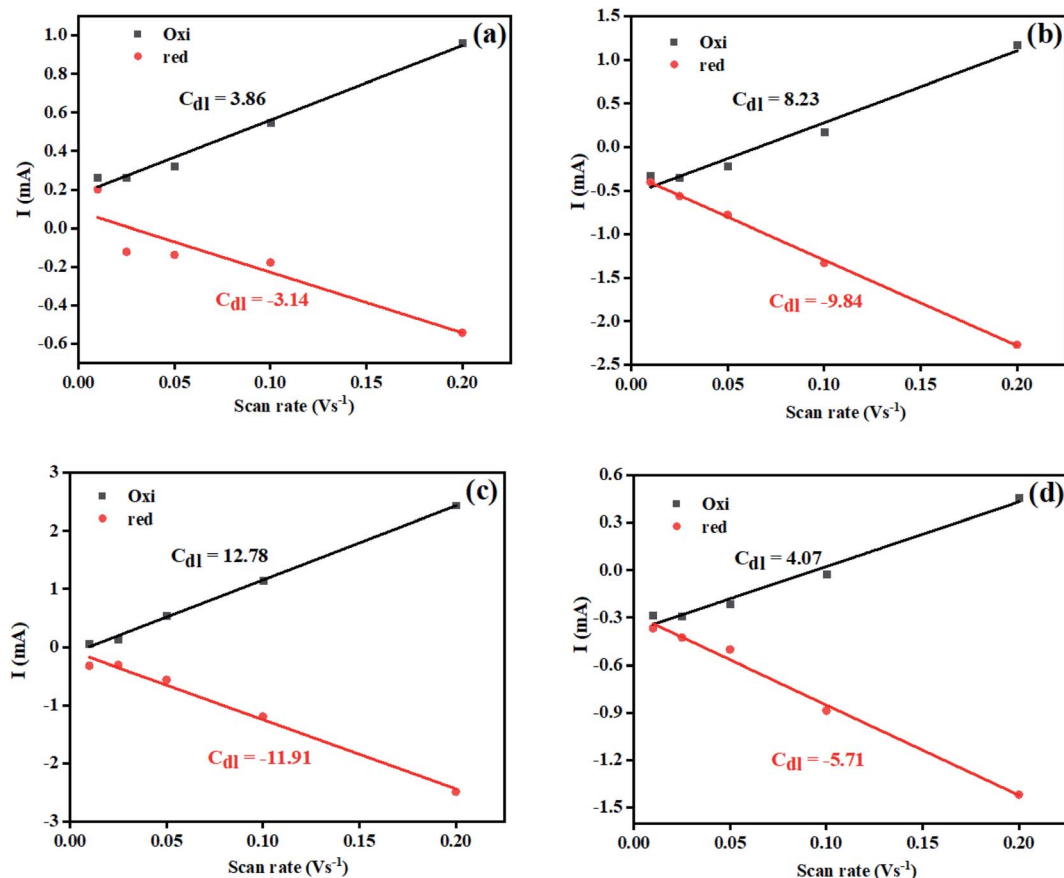 (a)
Oxi
red
C_dl = 3.86
C_dl = -3.14
1.0
0.8
0.6
0.4
0.2
0.0
-0.2
-0.4
-0.6
I (mA)
0.00 0.05 0.10 0.15 0.20
Scan rate (Vs⁻¹)
(b)
Oxi
red
C_dl = 8.23
C_dl = -9.84
1.5
1.0
0.5
0.0
-0.5
-1.0
-1.5
-2.0
-2.5
I (mA)
0.00 0.05 0.10 0.15 0.20
Scan rate (Vs⁻¹)
(c)
Oxi
red
C_dl = 12.78
C_dl = -11.91
3
2
1
0
-1
-2
-3
I (mA)
0.00 0.05 0.10 0.15 0.20
Scan rate (Vs⁻¹)
(d)
Oxi
red
C_dl = 4.07
C_dl = -5.71
0.6
0.3
0.0
-0.3
-0.6
-0.9
-1.2
-1.5
I (mA)
0.00 0.05 0.10 0.15 0.20
Scan rate (Vs⁻¹)